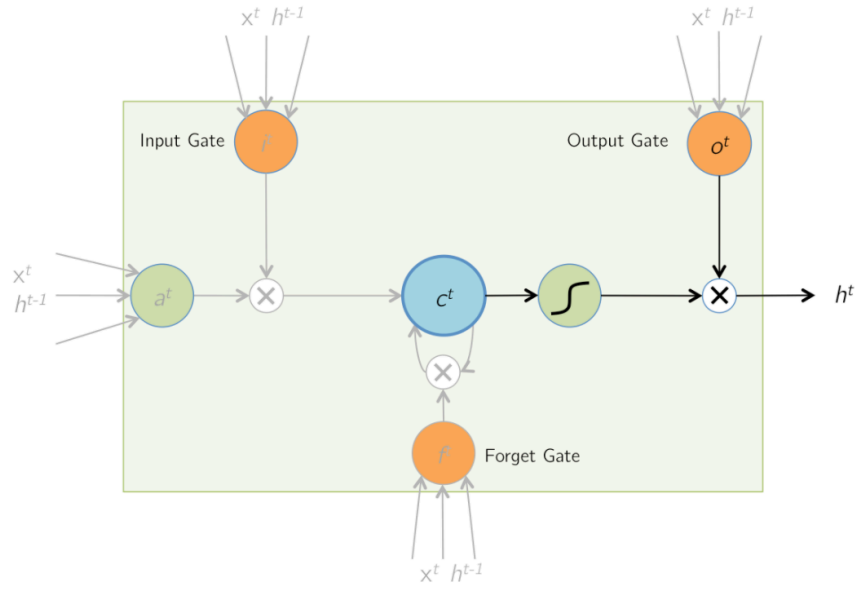 xᵗ hᵗ⁻¹
xᵗ hᵗ⁻¹
Input Gate
iᵗ
Output Gate
oᵗ
xᵗ
hᵗ⁻¹
aᵗ
×
cᵗ
×
hᵗ
×
fᵗ
Forget Gate
xᵗ hᵗ⁻¹